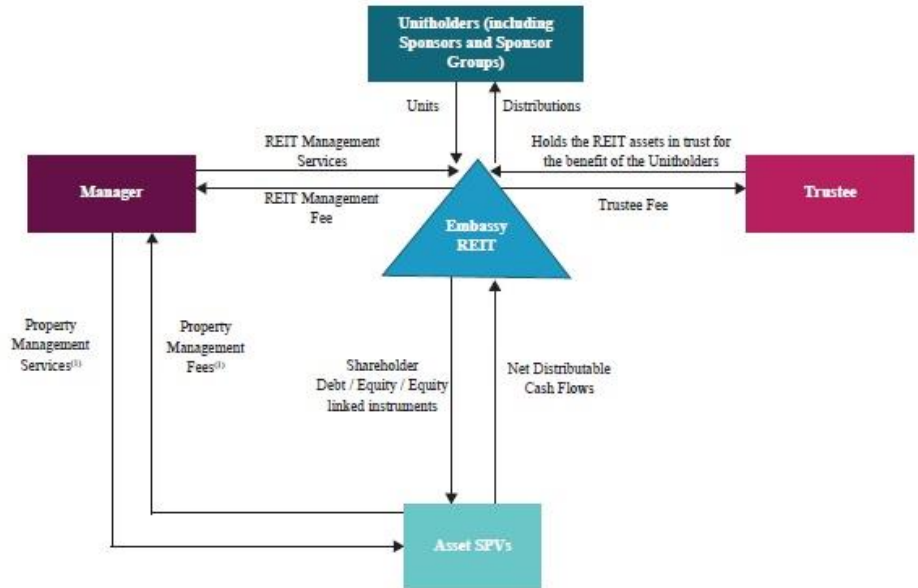 Unitholders (including
Sponsors and Sponsor
Groups)
Units
Distributions
REIT Management
Services
Holds the REIT assets in trust for
the benefit of the Unitholders
Manager
REIT Management
Fee
Trustee Fee
Trustee
Embassy
REIT
Property
Management
Services⁽¹⁾
Property
Management
Fees⁽¹⁾
Shareholder
Debt / Equity / Equity
linked instruments
Net Distributable
Cash Flows
Asset SPVs